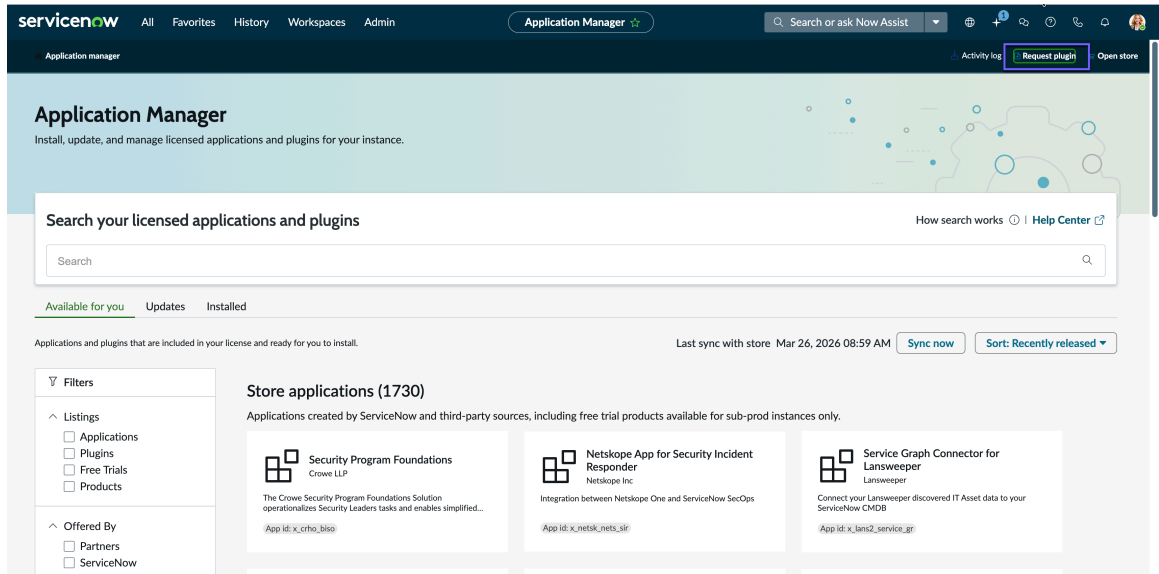 servicenow All Favorites History Workspaces Admin Application Manager Search or ask Now Assist 1
Application manager Activity log Request plugin Open store
Application Manager
Install, update, and manage licensed applications and plugins for your instance.
Search your licensed applications and plugins How search works | Help Center
Search
Available for you Updates Installed
Applications and plugins that are included in your license and ready for you to install. Last sync with store Mar 26, 2026 08:59 AM Sync now Sort: Recently released
Filters
Listings
Applications
Plugins
Free Trials
Products
Offered By
Partners
ServiceNow
Store applications (1730)
Applications created by ServiceNow and third-party sources, including free trial products available for sub-prod instances only.
Security Program Foundations
Crowe LLP
The Crowe Security Program Foundations Solution
operationalizes Security Leaders tasks and enables simplified...
App id: x_crho_biso
Netskope App for Security Incident
Responder
Netskope Inc
Integration between Netskope One and ServiceNow SecOps
App id: x_netsk_nets_sir
Service Graph Connector for
Lansweeper
Lansweeper
Connect your Lansweeper discovered IT Asset data to your
ServiceNow CMDB
App id: x_lans2_service_gr